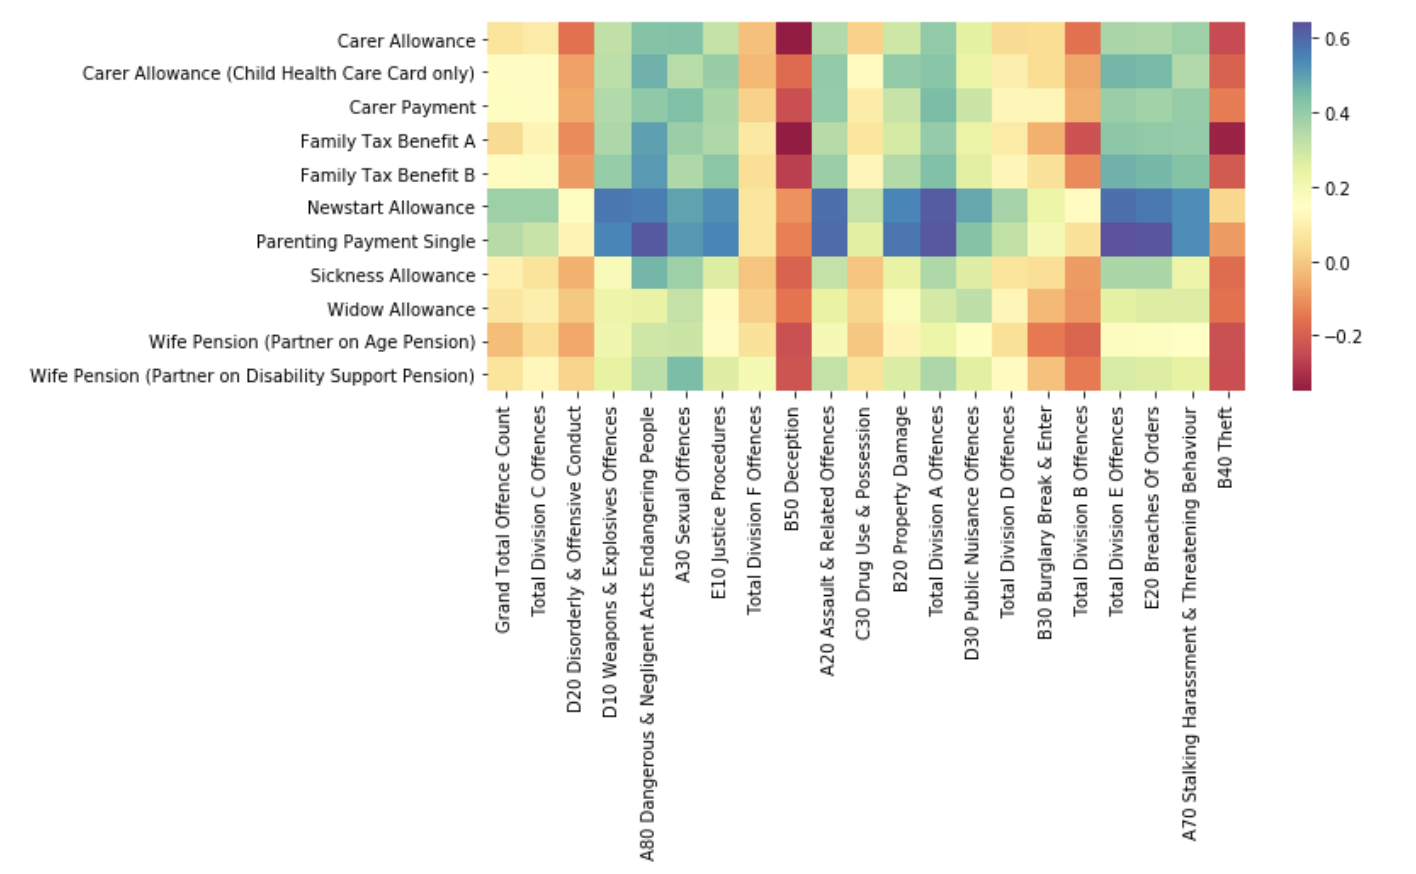 Carer Allowance
Carer Allowance (Child Health Care Card only)
Carer Payment
Family Tax Benefit A
Family Tax Benefit B
Newstart Allowance
Parenting Payment Single
Sickness Allowance
Widow Allowance
Wife Pension (Partner on Age Pension)
Wife Pension (Partner on Disability Support Pension)
Grand Total Offence Count
Total Division C Offences
D20 Disorderly & Offensive Conduct
D10 Weapons & Explosives Offences
A80 Dangerous & Negligent Acts Endangering People
A30 Sexual Offences
E10 Justice Procedures
Total Division F Offences
B50 Deception
A20 Assault & Related Offences
C30 Drug Use & Possession
B20 Property Damage
Total Division A Offences
D30 Public Nuisance Offences
Total Division D Offences
B30 Burglary Break & Enter
Total Division B Offences
Total Division E Offences
E20 Breaches Of Orders
A70 Stalking Harassment & Threatening Behaviour
B40 Theft
0.6
0.4
0.2
0.0
−0.2